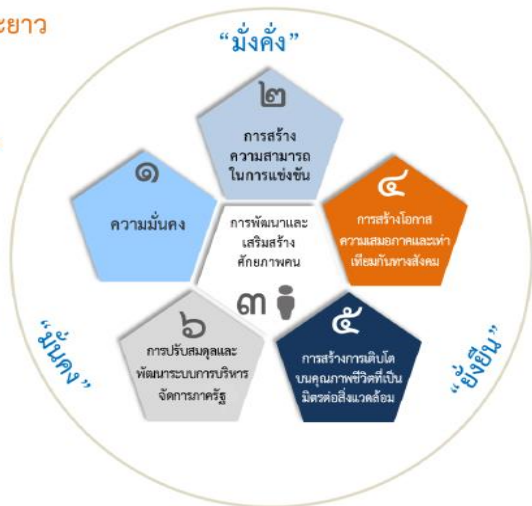 ะยาว
“มั่งคั่ง”
๒
การสร้าง
ความสามารถ
ในการแข่งขัน
๑
ความมั่นคง
๔
การสร้างโอกาส
ความเสมอภาคและเท่า
เทียมกันทางสังคม
การพัฒนาและ
เสริมสร้าง
ศักยภาพคน
๓
๖
การปรับสมดุลและ
พัฒนาระบบการบริหาร
จัดการภาครัฐ
๕
การสร้างการเติบโต
บนคุณภาพชีวิตที่เป็น
มิตรต่อสิ่งแวดล้อม
“มั่นคง”
“ยั่งยืน”